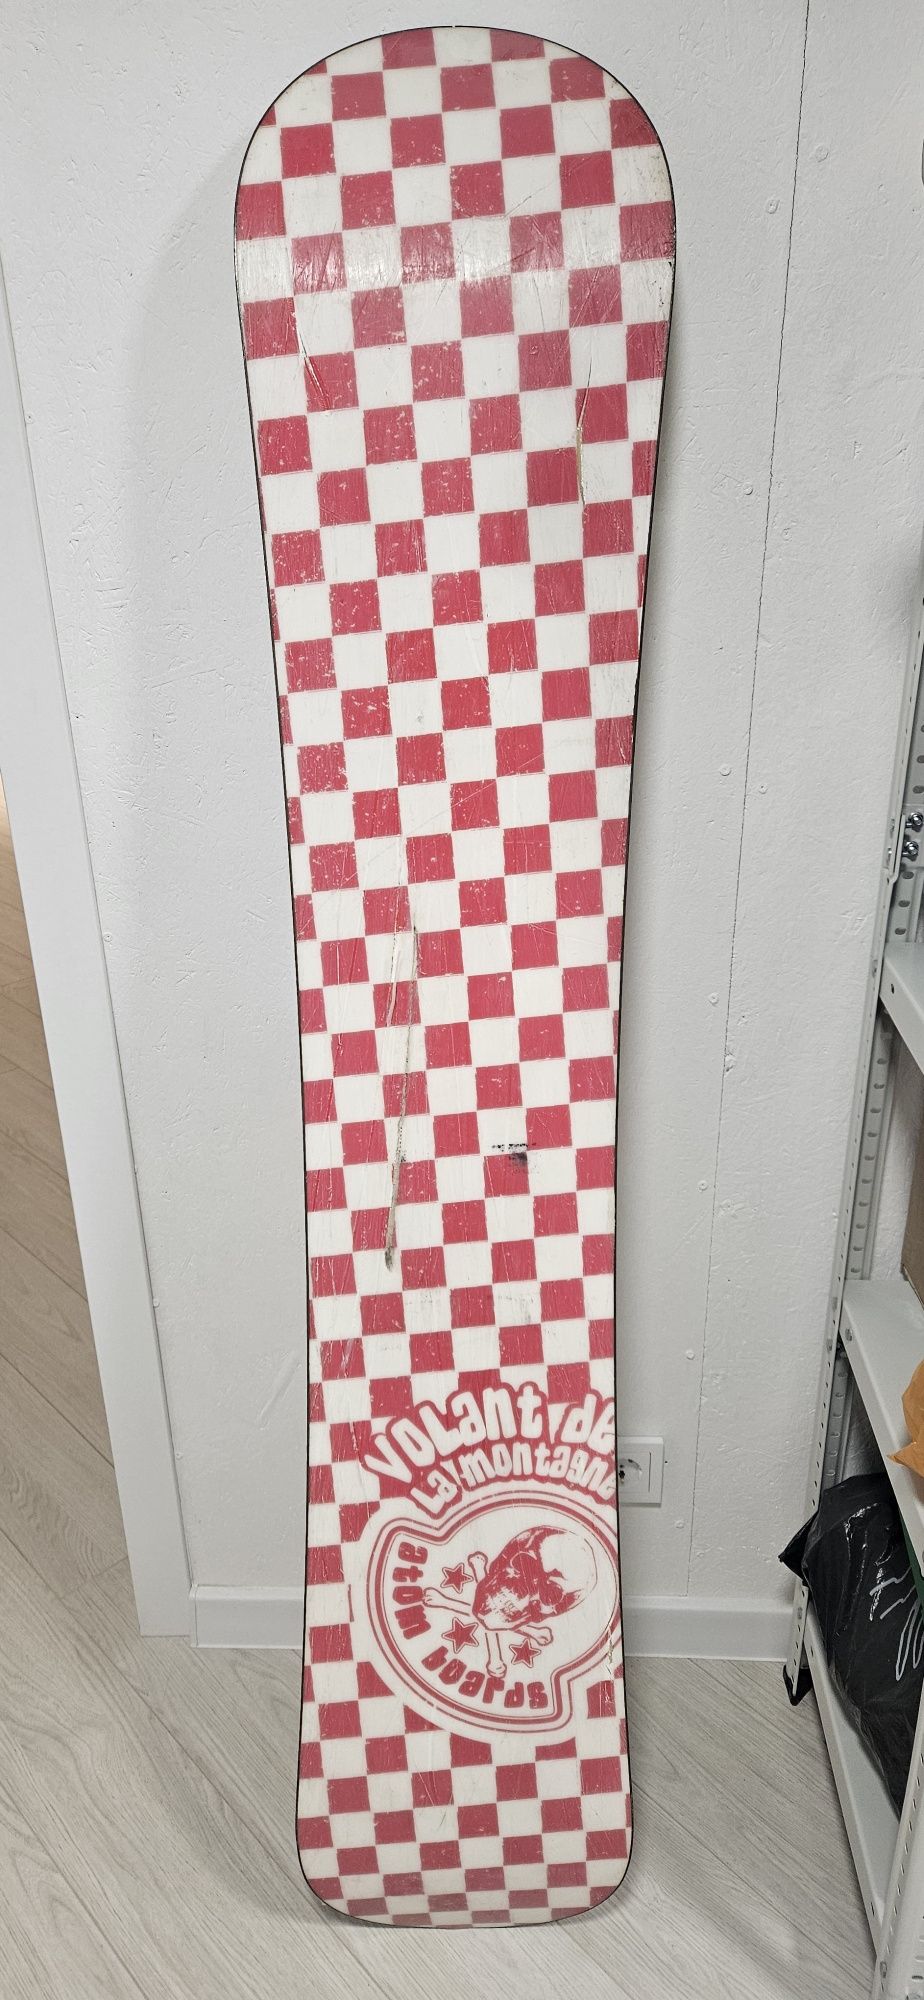 VOLant de
La montagne
atom boards